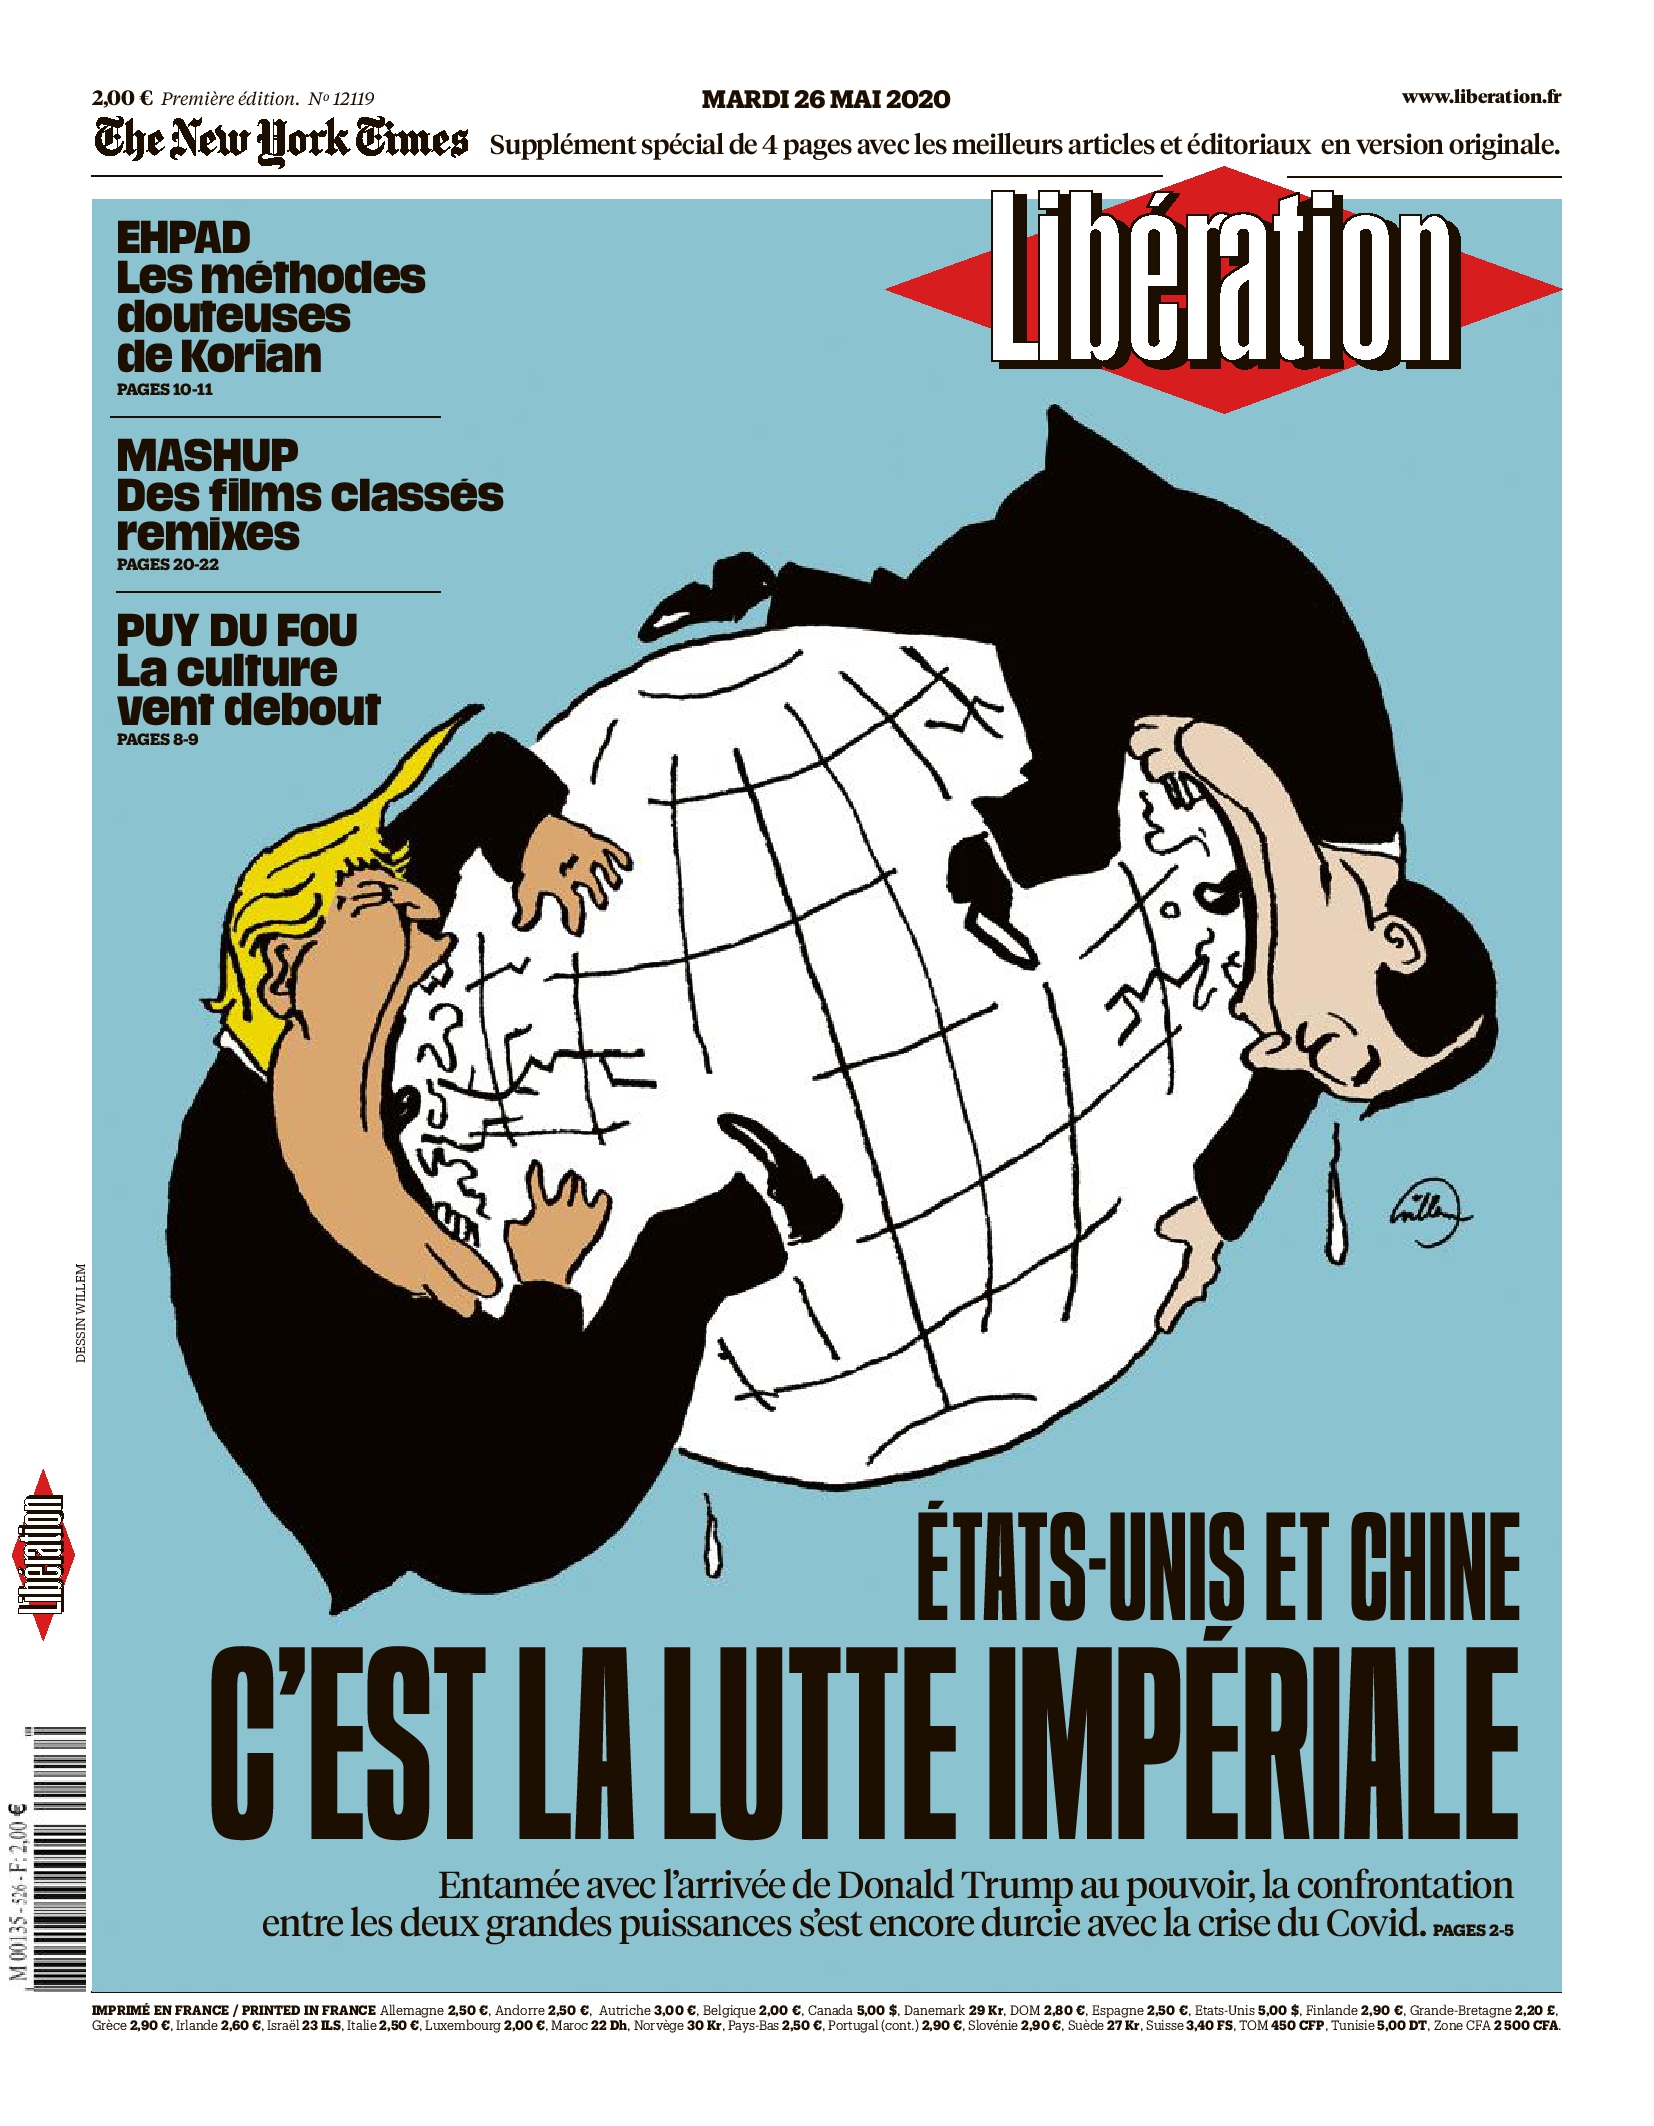 2,00 € Première édition. Nº 12119
MARDI 26 MAI 2020
www.liberation.fr
The New York Times Supplément spécial de 4 pages avec les meilleurs articles et éditoriaux en version originale.
Libération
EHPAD
Les méthodes
douteuses
de Korian
PAGES 10-11
MASHUP
Des films classés
remixes
PAGES 20-22
PUY DU FOU
La culture
vent debout
PAGES 8-9
Willem
DESSIN WILLEM
Libération
M 00135 - 526 - F: 2,00 €
ÉTATS-UNIS ET CHINE
C’EST LA LUTTE IMPÉRIALE
Entamée avec l’arrivée de Donald Trump au pouvoir, la confrontation
entre les deux grandes puissances s’est encore durcie avec la crise du Covid. PAGES 2-5
IMPRIMÉ EN FRANCE / PRINTED IN FRANCE Allemagne 2,50 €, Andorre 2,50 €, Autriche 3,00 €, Belgique 2,00 €, Canada 5,00 $, Danemark 29 Kr, DOM 2,80 €, Espagne 2,50 €, Etats-Unis 5,00 $, Finlande 2,90 €, Grande-Bretagne 2,20 £,
Grèce 2,90 €, Irlande 2,60 €, Israël 23 ILS, Italie 2,50 €, Luxembourg 2,00 €, Maroc 22 Dh, Norvège 30 Kr, Pays-Bas 2,50 €, Portugal (cont.) 2,90 €, Slovénie 2,90 €, Suède 27 Kr, Suisse 3,40 FS, TOM 450 CFP, Tunisie 5,00 DT, Zone CFA 2 500 CFA.